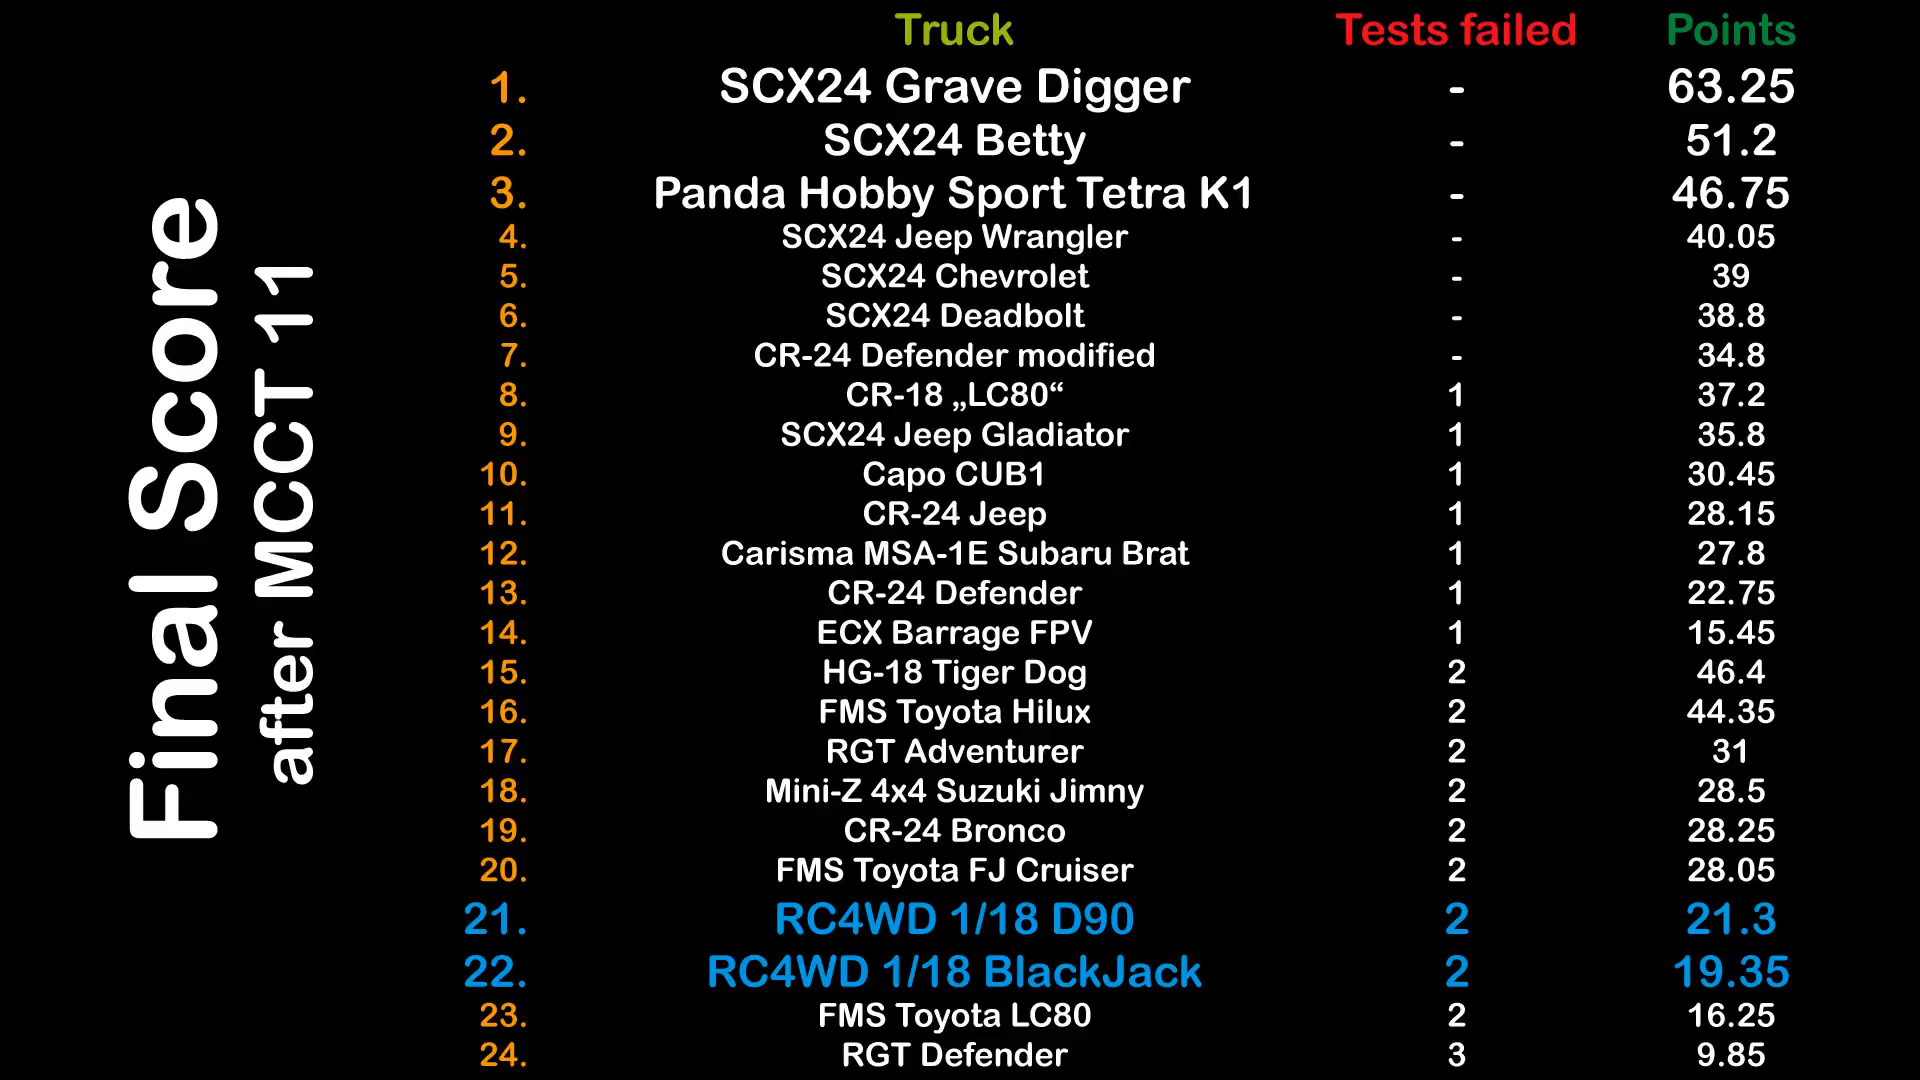 Final Score
after MCCT 11
Truck Tests failed Points
1. SCX24 Grave Digger - 63.25
2. SCX24 Betty - 51.2
3. Panda Hobby Sport Tetra K1 - 46.75
4. SCX24 Jeep Wrangler - 40.05
5. SCX24 Chevrolet - 39
6. SCX24 Deadbolt - 38.8
7. CR-24 Defender modified - 34.8
8. CR-18 „LC80“ 1 37.2
9. SCX24 Jeep Gladiator 1 35.8
10. Capo CUB1 1 30.45
11. CR-24 Jeep 1 28.15
12. Carisma MSA-1E Subaru Brat 1 27.8
13. CR-24 Defender 1 22.75
14. ECX Barrage FPV 1 15.45
15. HG-18 Tiger Dog 2 46.4
16. FMS Toyota Hilux 2 44.35
17. RGT Adventurer 2 31
18. Mini-Z 4x4 Suzuki Jimny 2 28.5
19. CR-24 Bronco 2 28.25
20. FMS Toyota FJ Cruiser 2 28.05
21. RC4WD 1/18 D90 2 21.3
22. RC4WD 1/18 BlackJack 2 19.35
23. FMS Toyota LC80 2 16.25
24. RGT Defender 3 9.85